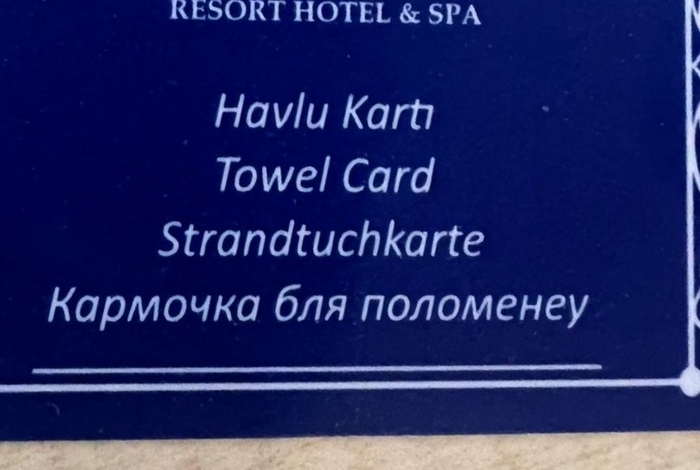 RESORT HOTEL & SPA
Havlu Kartı
Towel Card
Strandtuchkarte
Кармочка бля поломенеу